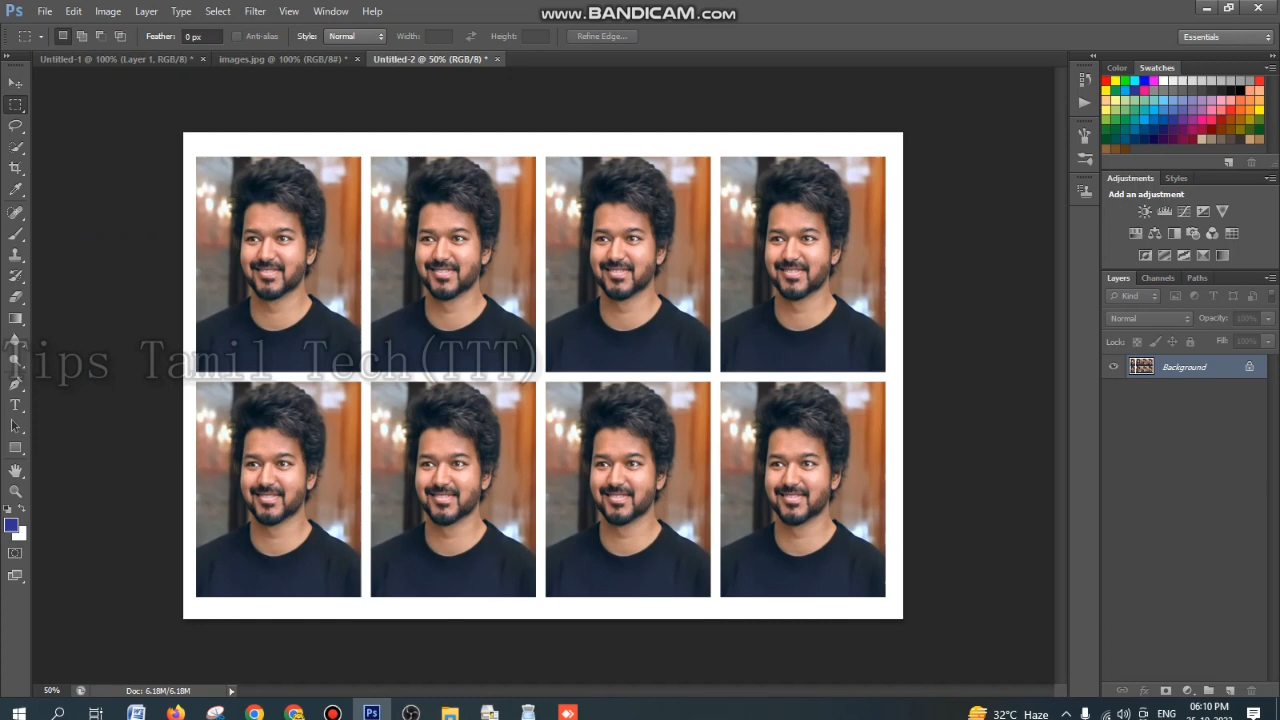 Ps File Edit Image Layer Type Select Filter View Window Help
www.BANDICAM.com
Feather: 0 px Anti-alias Style: Normal Width: Height: Refine Edge... Essentials
Untitled-1 @ 100% (Layer 1, RGB/8) * × images.jpg @ 100% (RGB/8#) * × Untitled-2 @ 50% (RGB/8) * ×
Color Swatches
Adjustments Styles
Add an adjustment
Layers Channels Paths
Kind
Normal Opacity: 100%
Lock: Fill: 100%
Background
Tips Tamil Tech(TTT)
50% Doc: 6.18M/6.18M
32°C Haze ENG 06:10 PM